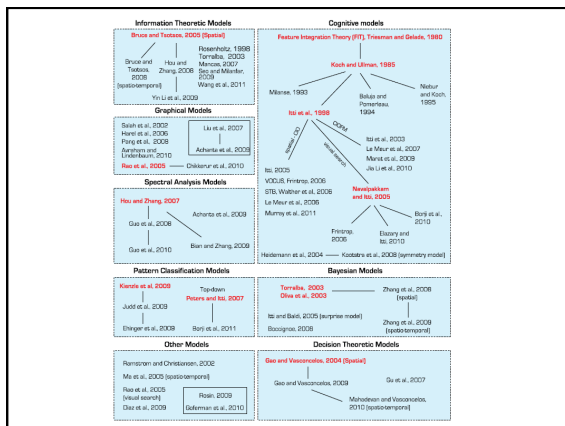 Information Theoretic Models
Bruce and Tsotsos, 2005 [Spatial]
Bruce and
Tsotsos,
2008
[spatio-temporal]
Hou and
Zhang, 2008
Rosenholtz, 1998
Torralba, 2003
Mancas, 2007
Seo and Milanfar,
2009
Wang et al., 2011
Yin Li et al., 2009
Graphical Models
Salah et al., 2002
Harel et al., 2006
Pang et al., 2008
Avraham and
Lindenbaum, 2010
Liu et al., 2007
Achanta et al., 2009
Rao et al., 2005
Chikkerur et al., 2010
Spectral Analysis Models
Hou and Zhang, 2007
Guo et al., 2008
Achanta et al., 2009
Guo et al., 2010
Bian and Zhang, 2009
Pattern Classification Models
Kienzle et al., 2009
Judd et al., 2009
Ehinger et al., 2009
Top-down
Peters and Itti, 2007
Borji et al., 2011
Other Models
Ramstrom and Christiansen, 2002
Ma et al., 2005 [spatio-temporal]
Rao et al., 2005
[visual search]
Diaz et al., 2009
Rosin, 2009
Goferman et al., 2010
Cognitive models
Feature Integration Theory [FIT], Triesman and Gelade, 1980
Koch and Ullman, 1985
Milanse, 1993
Baluja and
Pomerleau,
1994
Niebur
and Koch,
1995
Itti et al., 1998
spatial - CIO
OOFM
visual search
Itti, 2005
VOCUS, Frintrop, 2006
STB, Walther et al., 2006
Le Meur et al., 2006
Murray et al., 2011
Itti et al., 2003
Le Meur et al., 2007
Marat et al., 2009
Jia Li et al., 2010
Navalpakkam
and Itti, 2005
Frintrop,
2006
Elazary and
Itti, 2010
Borji et al.,
2010
Heidemann et al., 2004
Kootstra et al., 2008 [symmetry model]
Bayesian Models
Torralba, 2003
Oliva et al., 2003
Zhang et al., 2008
[spatial]
Itti and Baldi, 2005 [surprise model]
Boccignoe, 2008
Zhang et al., 2009
[spatio-temporal]
Decision Theoretic Models
Gao and Vasconcelos, 2004 [Spatial]
Gao and Vasconcelos, 2009
Gu et al., 2007
Mahadevan and Vasconcelos,
2010 [spatio-temporal]